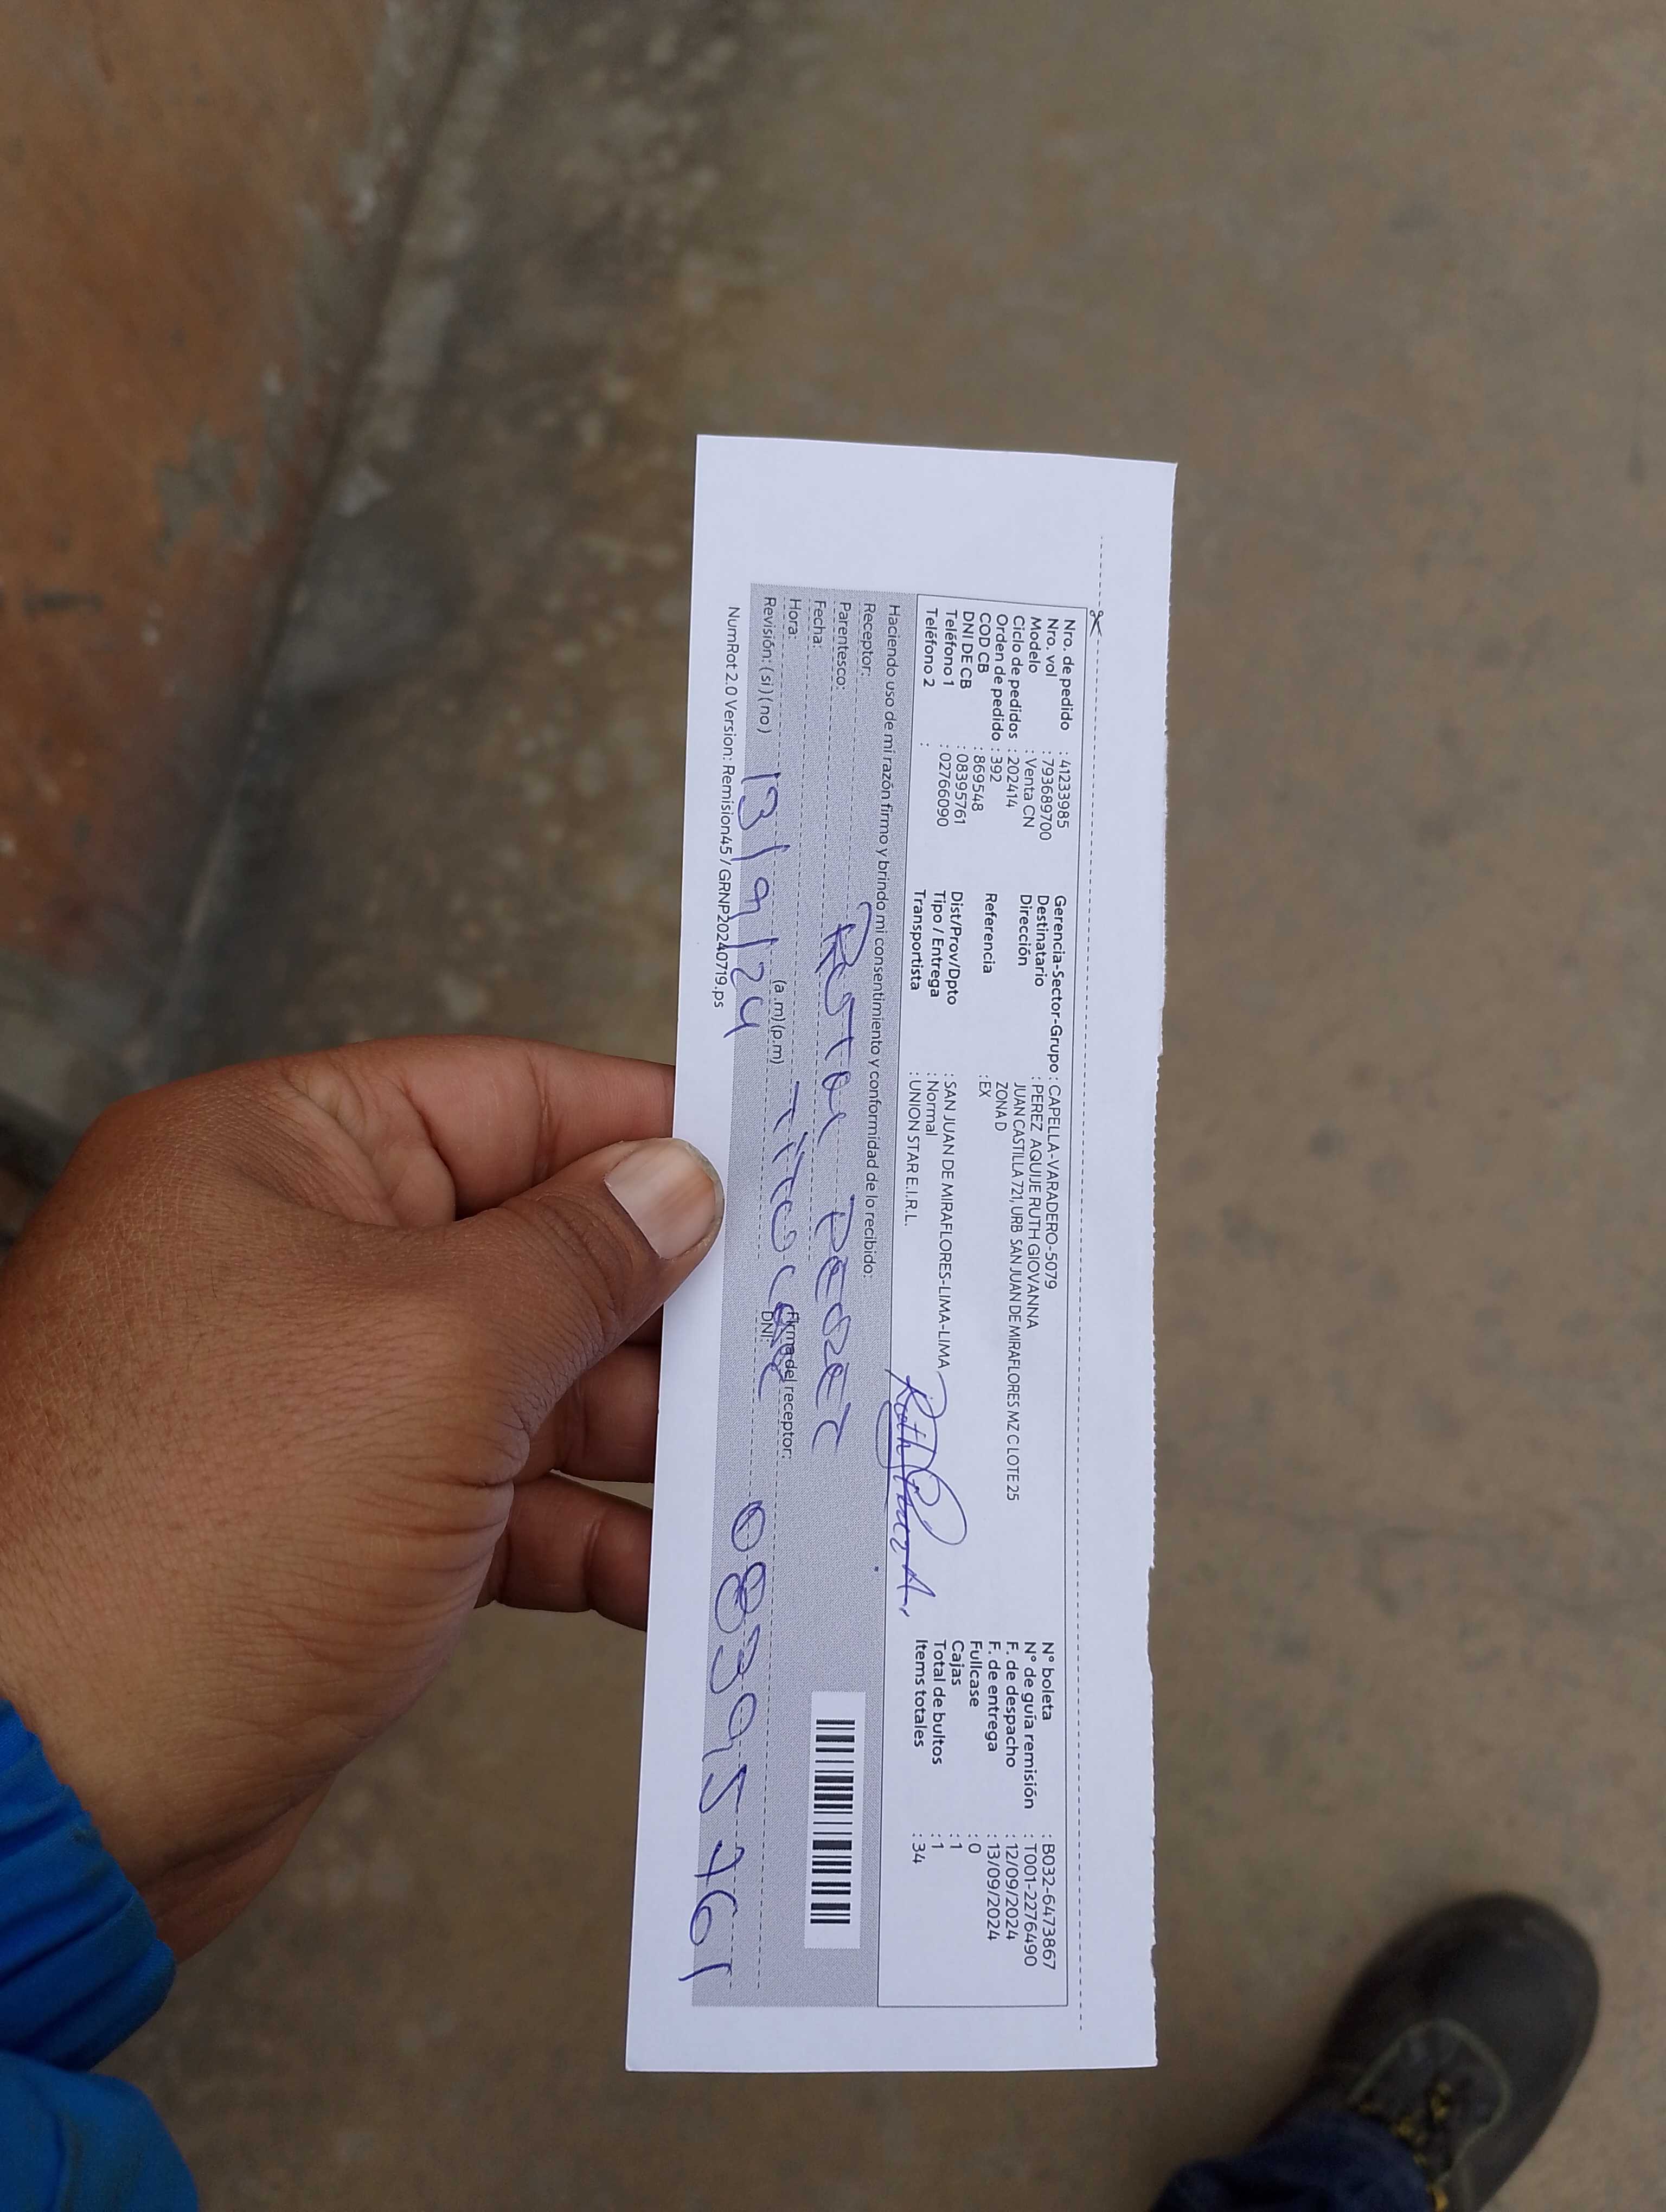 Nro. de pedido : 41233985
Nro. vol : 793689700
Modelo : Venta CN
Ciclo de pedidos : 202414
Orden de pedido : 392
COD CB : 869548
DNI DE CB : 08395761
Teléfono 1 : 02766090
Teléfono 2 :
Gerencia-Sector-Grupo : CAPELLA-VARADERO-5079
Destinatario : PEREZ AQUIJE RUTH GIOVANNA
Dirección JUAN CASTILLA 721, URB SAN JUAN DE MIRAFLORES MZ C LOTE 25
ZONA D
Referencia : EX
Dist/Prov/Dpto : SAN JUAN DE MIRAFLORES-LIMA-LIMA
Tipo / Entrega : Normal
Transportista : UNION STAR E.I.R.L.
N° boleta : B032-6473867
N° de guía remisión : T001-2276490
F. de despacho : 12/09/2024
F. de entrega : 13/09/2024
Fullcase : 0
Cajas : 1
Total de bultos : 1
Items totales : 34
Haciendo uso de mi razón firmo y brindo mi consentimiento y conformidad de lo recibido:
Receptor:
Parentesco:
Fecha:
Hora: (a .m)(p.m)
Firma del receptor:
Revisión: (si) (no) 13/9/24
DNI: 08395761
NumRot 2.0 Version: Remision45 / GRNP20240719.ps